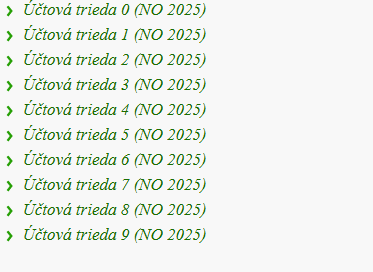 Účtová trieda 0 (NO 2025)
Účtová trieda 1 (NO 2025)
Účtová trieda 2 (NO 2025)
Účtová trieda 3 (NO 2025)
Účtová trieda 4 (NO 2025)
Účtová trieda 5 (NO 2025)
Účtová trieda 6 (NO 2025)
Účtová trieda 7 (NO 2025)
Účtová trieda 8 (NO 2025)
Účtová trieda 9 (NO 2025)